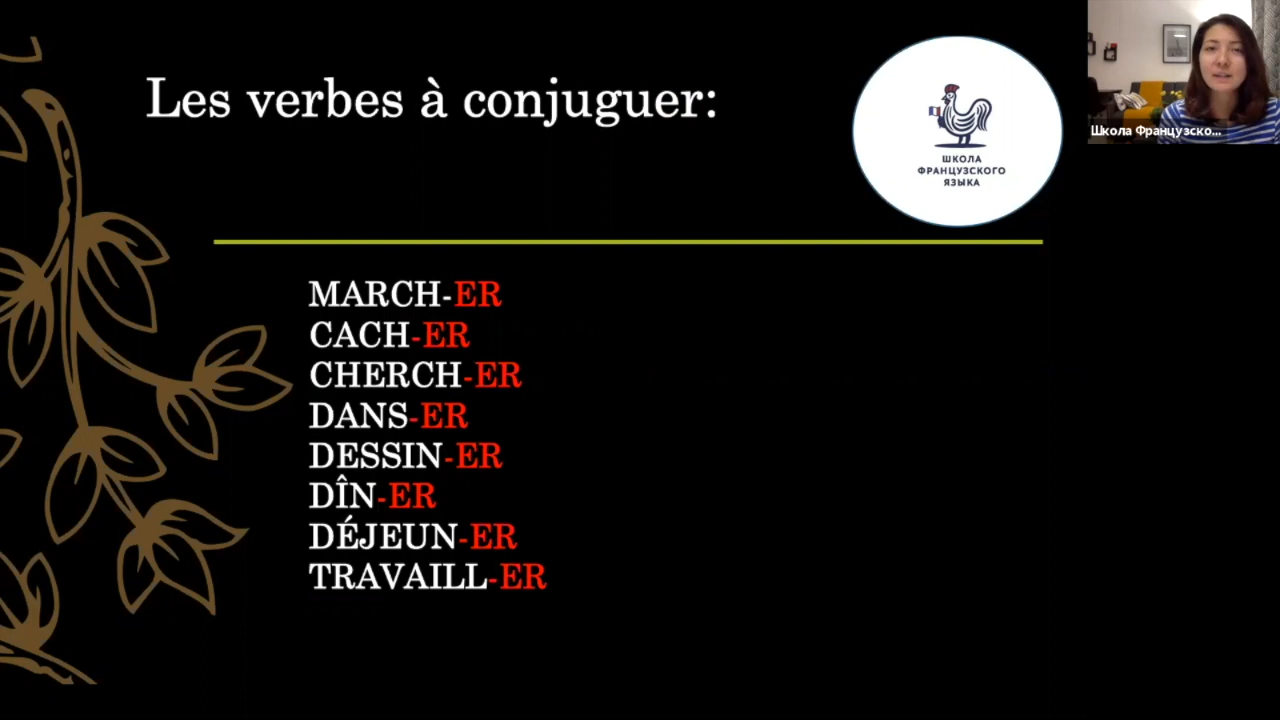 Les verbes à conjuguer:
ШКОЛА
ФРАНЦУЗСКОГО
ЯЗЫКА
Школа Французско...
MARCH-ER
CACH-ER
CHERCH-ER
DANS-ER
DESSIN-ER
DÎN-ER
DÉJEUN-ER
TRAVAILL-ER